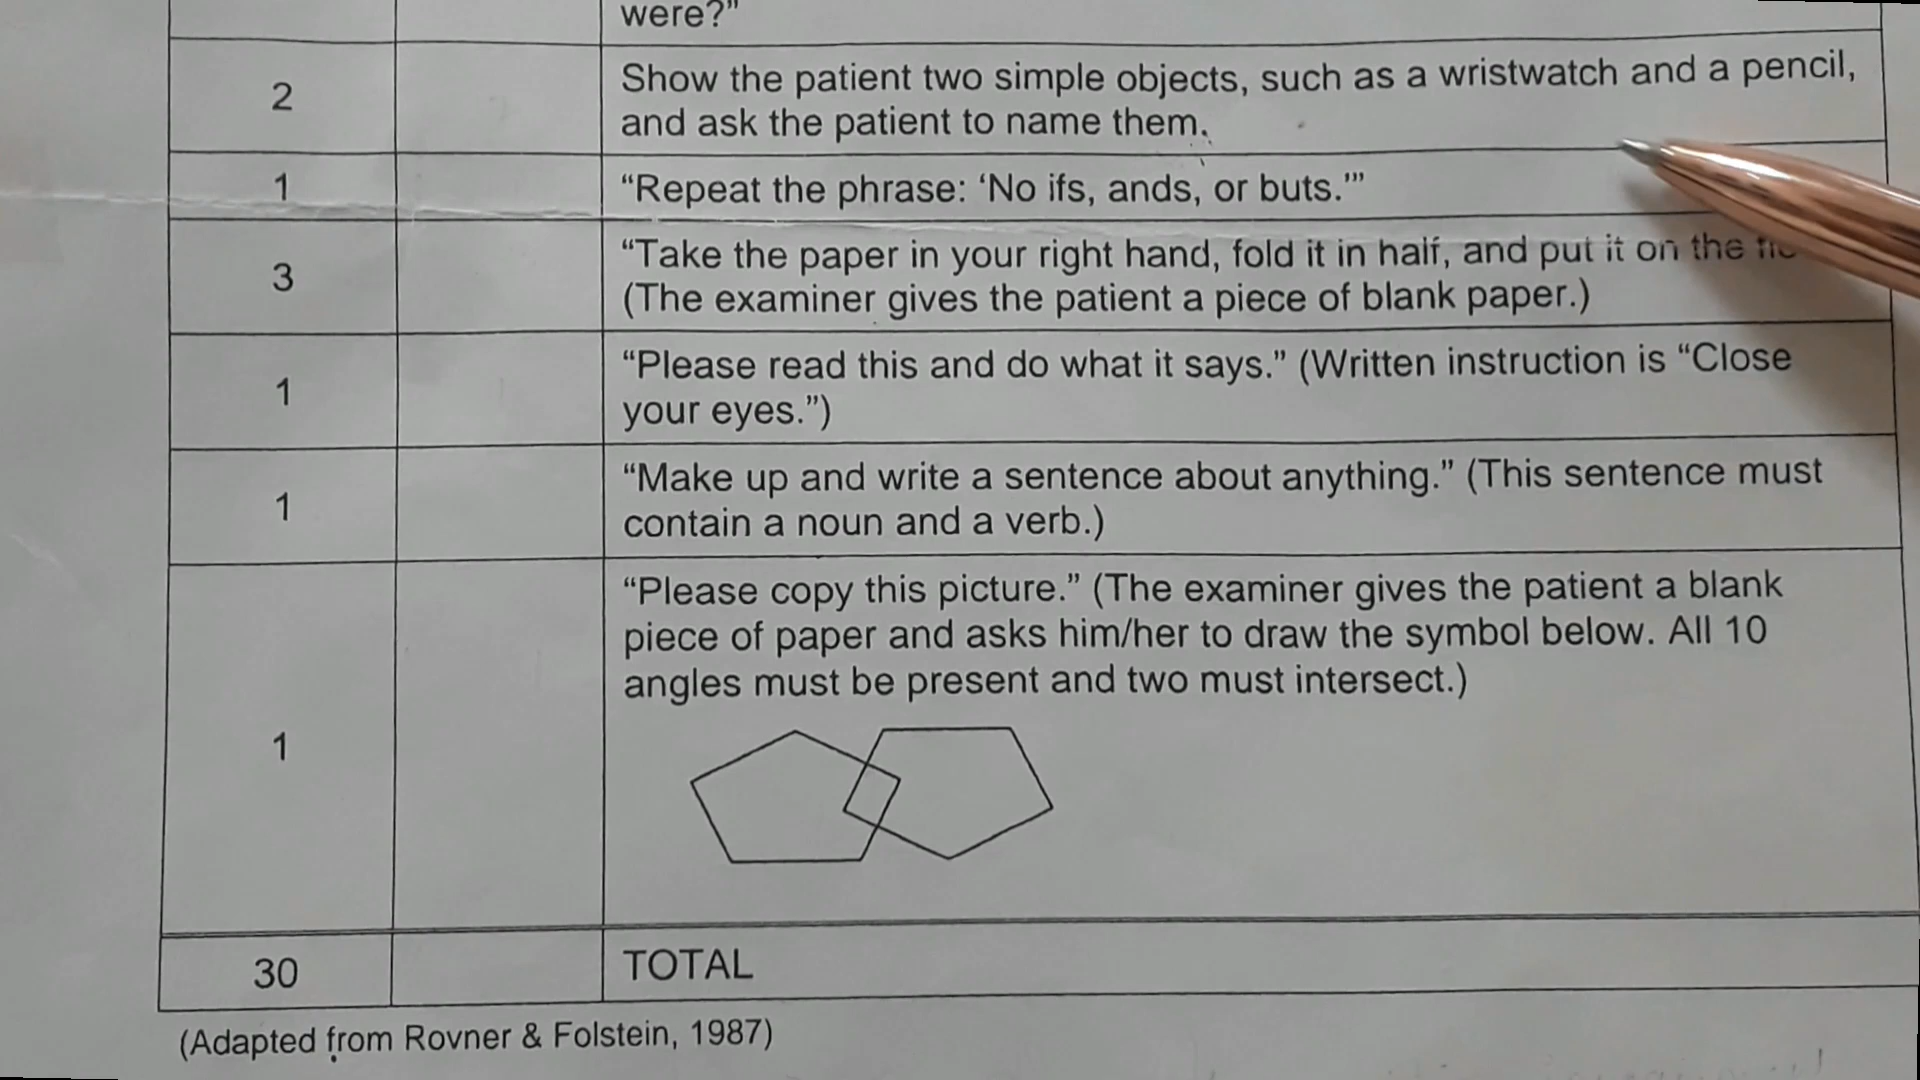 were?”
2
Show the patient two simple objects, such as a wristwatch and a pencil,
and ask the patient to name them.
1
“Repeat the phrase: ‘No ifs, ands, or buts.’”
3
“Take the paper in your right hand, fold it in half, and put it on the
(The examiner gives the patient a piece of blank paper.)
1
“Please read this and do what it says.” (Written instruction is “Close
your eyes.”)
1
“Make up and write a sentence about anything.” (This sentence must
contain a noun and a verb.)
1
“Please copy this picture.” (The examiner gives the patient a blank
piece of paper and asks him/her to draw the symbol below. All 10
angles must be present and two must intersect.)
30
TOTAL
(Adapted from Rovner & Folstein, 1987)